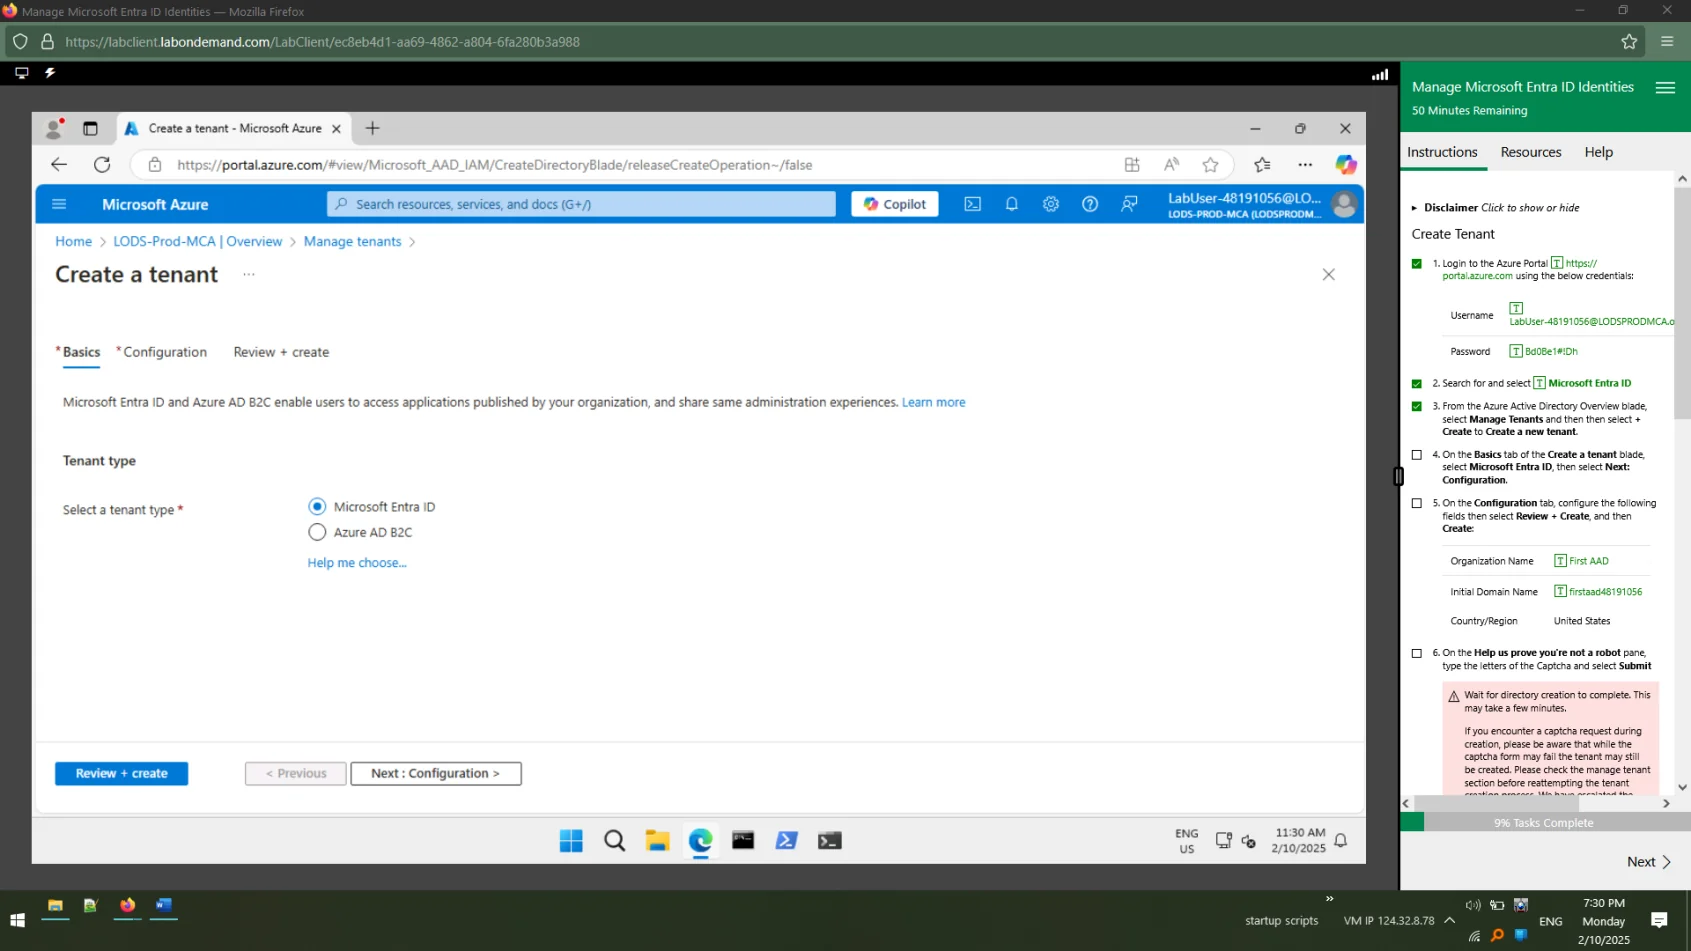 Manage Microsoft Entra ID Identities — Mozilla Firefox
https://labclient.labondemand.com/LabClient/ec8eb4d1-aa69-4862-a804-6fa280b3a988
Create a tenant - Microsoft Azure
https://portal.azure.com/#view/Microsoft_AAD_IAM/CreateDirectoryBlade/releaseCreateOperation~/false
Microsoft Azure
Search resources, services, and docs (G+/)
Copilot
LabUser-48191056@LO...
LODS-PROD-MCA (LODSPRODM...
Home > LODS-Prod-MCA | Overview > Manage tenants >
Create a tenant ...
* Basics * Configuration Review + create
Microsoft Entra ID and Azure AD B2C enable users to access applications published by your organization, and share same administration experiences. Learn more
Tenant type
Select a tenant type *
Microsoft Entra ID
Azure AD B2C
Help me choose...
Review + create
< Previous
Next : Configuration >
ENG
US
11:30 AM
2/10/2025
Manage Microsoft Entra ID Identities
50 Minutes Remaining
Instructions Resources Help
Disclaimer Click to show or hide
Create Tenant
1. Login to the Azure Portal T https://
portal.azure.com using the below credentials:
Username T
LabUser-48191056@LODSPRODMCA.o
Password T Bd0Be1#!Dh
2. Search for and select T Microsoft Entra ID
3. From the Azure Active Directory Overview blade,
select Manage Tenants and then then select +
Create to Create a new tenant.
4. On the Basics tab of the Create a tenant blade,
select Microsoft Entra ID, then select Next:
Configuration.
5. On the Configuration tab, configure the following
fields then select Review + Create, and then
Create:
Organization Name T First AAD
Initial Domain Name T firstaad48191056
Country/Region United States
6. On the Help us prove you're not a robot pane,
type the letters of the Captcha and select Submit
Wait for directory creation to complete. This
may take a few minutes.
If you encounter a captcha request during
creation, please be aware that while the
captcha form may fail the tenant may still
be created. Please check the manage tenant
section before reattempting the tenant
creation process. We have escalated the
9% Tasks Complete
Next >
startup scripts
VM IP 124.32.8.78
ENG
7:30 PM
Monday
2/10/2025